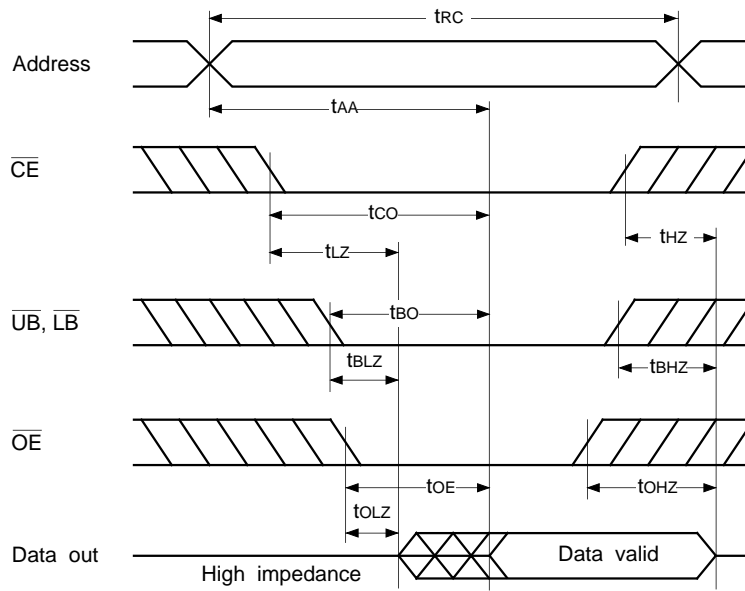 tRC
Address
tAA
CE
tCO
tLZ
tHZ
UB, LB
tBO
tBLZ
tBHZ
OE
tOE
tOHZ
tOLZ
Data out
High impedance
Data valid